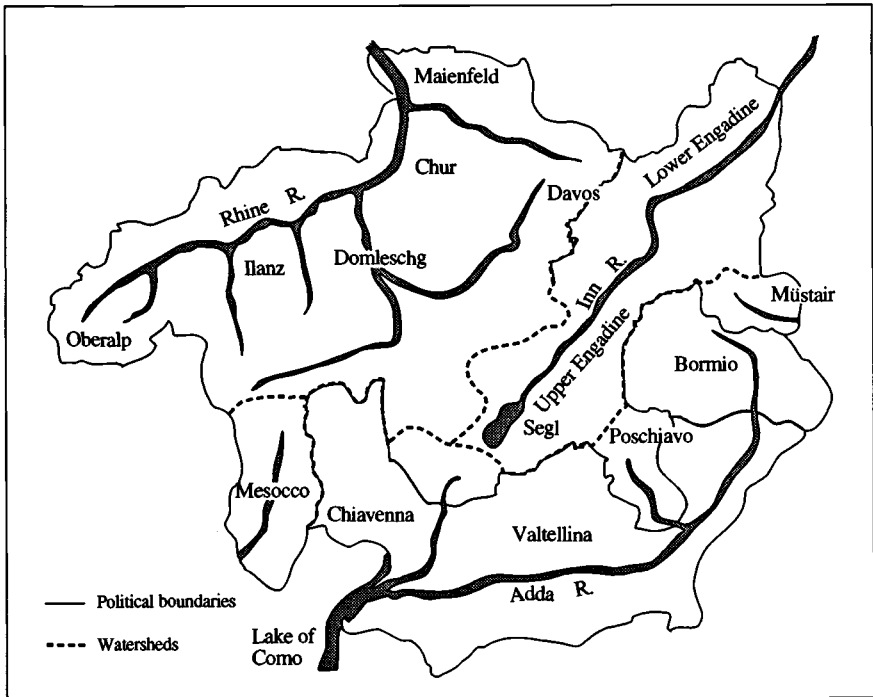 Maienfeld
Lower Engadine
Chur
Davos
Rhine R.
Ilanz
Domleschg
Inn R.
Müstair
Oberalp
Upper Engadine
Bormio
Segl
Poschiavo
Mesocco
Chiavenna
Valtellina
Adda R.
Political boundaries
Watersheds
Lake of
Como